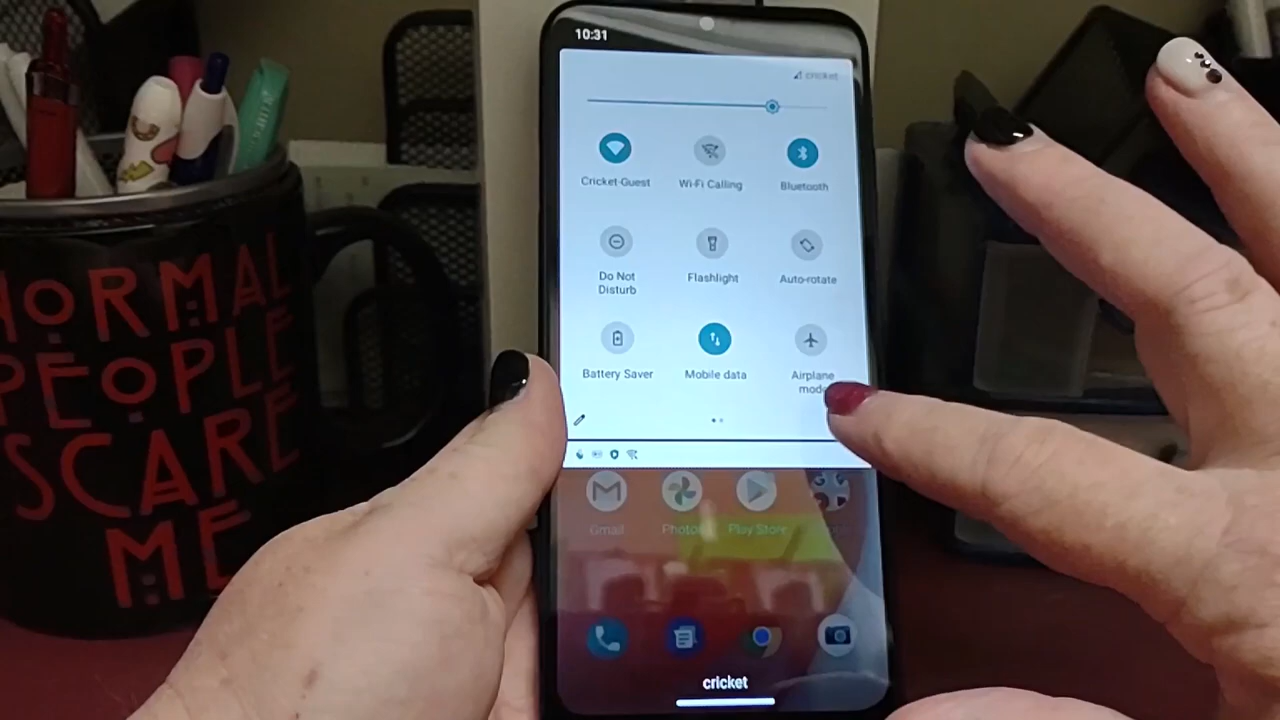 10:31
cricket
Cricket-Guest
Wi-Fi Calling
Bluetooth
Do Not
Disturb
Flashlight
Auto-rotate
Battery Saver
Mobile data
Airplane
mode
Gmail
Photos
Play Store
cricket
NORMAL
PEOPLE
SCARE
ME